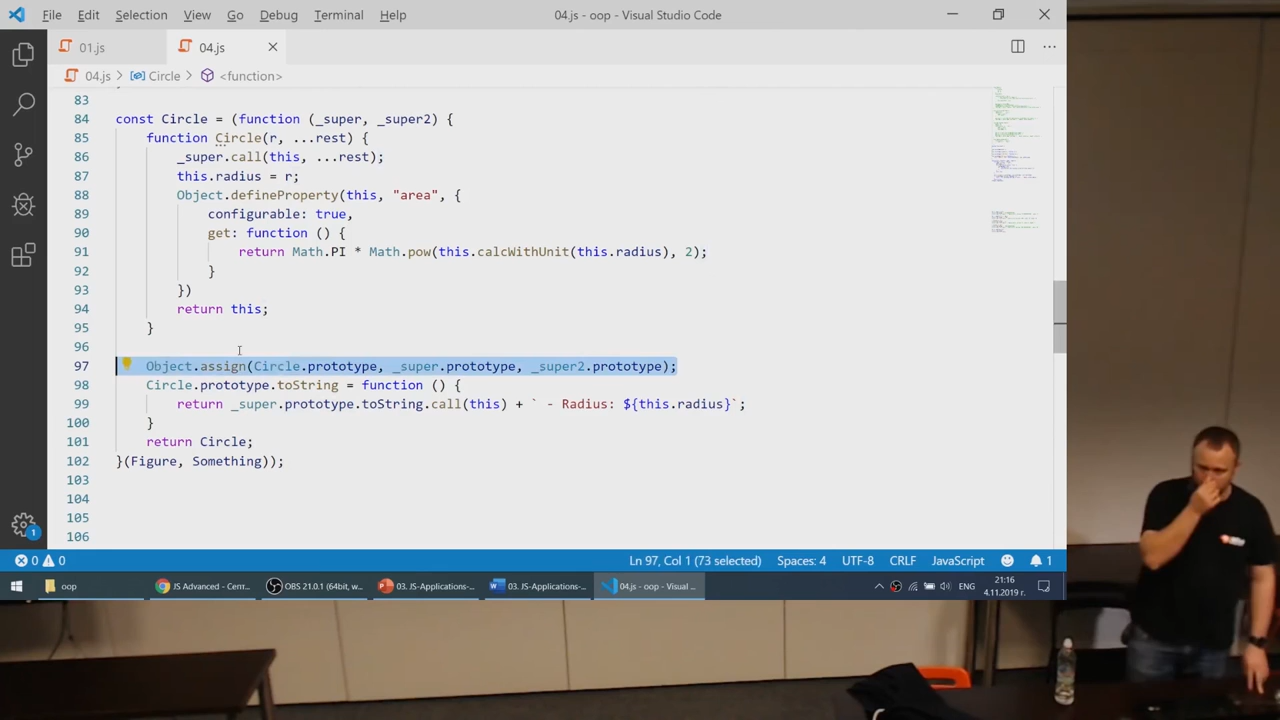 File Edit Selection View Go Debug Terminal Help 04.js - oop - Visual Studio Code
01.js 04.js
04.js > Circle > <function>
83
84 const Circle = (function (_super, _super2) {
85 function Circle(r, ...rest) {
86 _super.call(this, ...rest);
87 this.radius = r;
88 Object.defineProperty(this, "area", {
89 configurable: true,
90 get: function () {
91 return Math.PI * Math.pow(this.calcWithUnit(this.radius), 2);
92 }
93 })
94 return this;
95 }
96
97 Object.assign(Circle.prototype, _super.prototype, _super2.prototype);
98 Circle.prototype.toString = function () {
99 return _super.prototype.toString.call(this) + ` - Radius: ${this.radius}`;
100 }
101 return Circle;
102 }(Figure, Something));
103
104
105
106
1 0 0 Ln 97, Col 1 (73 selected) Spaces: 4 UTF-8 CRLF JavaScript 1
oop JS Advanced - Cent... OBS 21.0.1 (64bit, w... 03. JS-Applications-... 03. JS-Applications-... 04.js - oop - Visual ... ENG 21:16
4.11.2019 г.